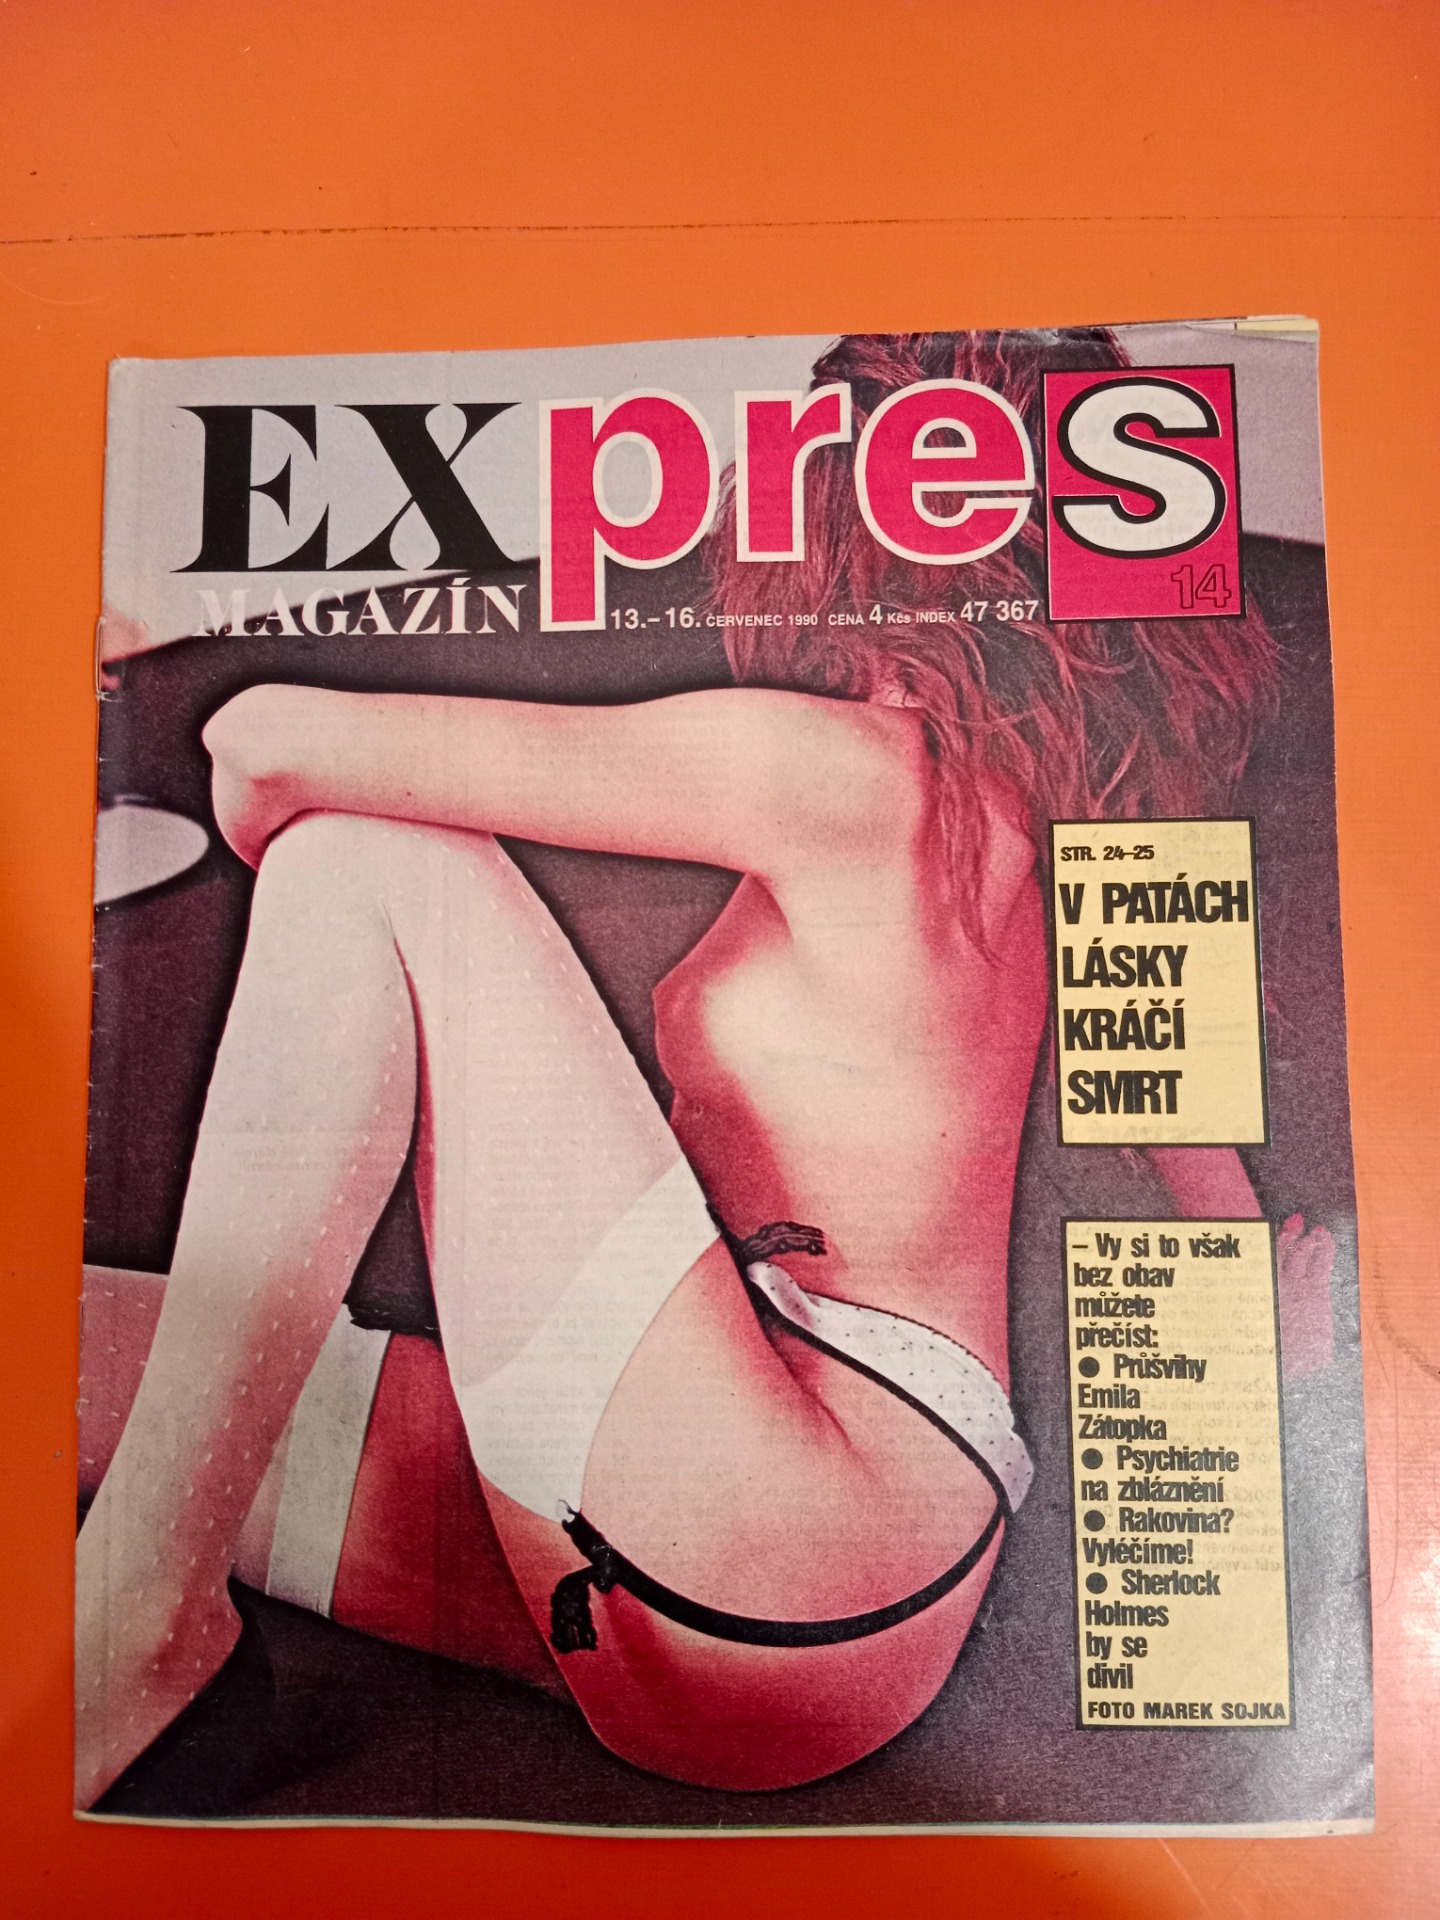 EXpreS
14
MAGAZÍN
13.–16. ČERVENEC 1990 CENA 4 Kčs INDEX 47 367
STR. 24–25
V PATÁCH
LÁSKY
KRÁČÍ
SMRT
– Vy si to však
bez obav
můžete
přečíst:
● Průšvihy
Emila
Zátopka
● Psychiatrie
na zbláznění
● Rakovina?
Vyléčíme!
● Sherlock
Holmes
by se
divil
FOTO MAREK SOJKA